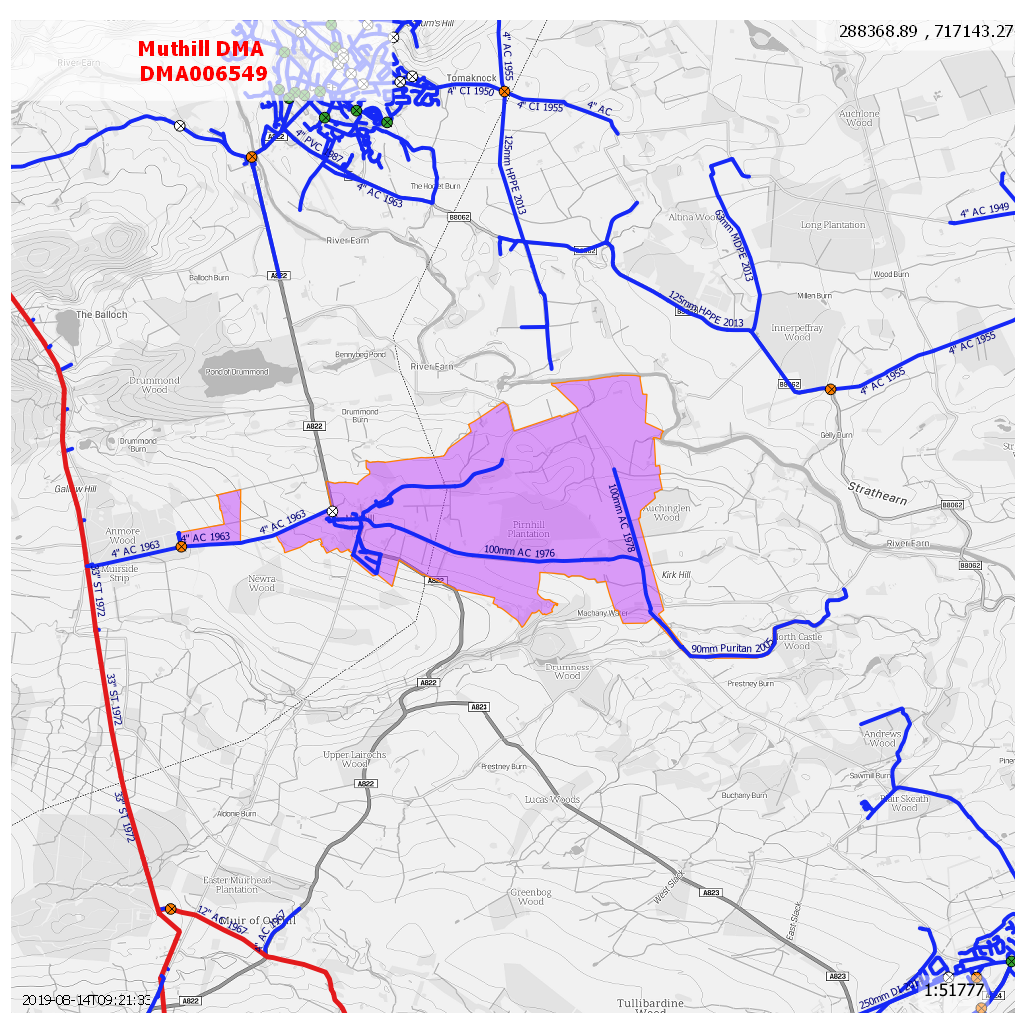 288368.89 , 717143.27
Muthill DMA
DMA006549
River Earn
Tomaknock
4" AC 1955
4" CI 1950
4" CI 1955
4" AC
Auchlone
Wood
A822
4" PVC 1987
4" AC 1963
The Hosiet Burn
125mm HPPE 2013
B8062
Altina Wood
Long Plantation
4" AC 1949
River Earn
B8062
63mm MDPE 2013
Balloch Burn
A822
Wood Burn
Millen Burn
125mm HPPE 2013
The Balloch
Innerpeffray
Wood
4" AC 1955
Bennybeg Pond
River Earn
Pond of Drummond
Drummond
Wood
B8062
4" AC 1955
Drummond
Burn
A822
Drummond
Burn
Gelly Burn
Gallow Hill
Strathearn
100mm AC 1978
Auchinglen
Wood
B8062
Anmore
Wood
4" AC 1963
4" AC 1963
4" AC 1963
Pirnhill
Plantation
River Earn
100mm AC 1976
B8062
Muirside
Strip
33" ST 1972
Newra
Wood
A822
Kirk Hill
Machany Water
North Castle
Wood
90mm Puritan 2005
Drumness
Wood
Prestney Burn
33" ST 1972
A822
A823
Andrews
Wood
Upper Lairochs
Wood
Prestney Burn
Sawmill Burn
A822
Buchany Burn
Blair Skeath
Wood
Lucas Woods
33" ST 1972
Aldonie Burn
Easter Muirhead
Plantation
Greenbog
Wood
West Slack
A823
12" AC 1967
Muir of Orchill
AC 1967
East Slack
A823
1:51777
2019-08-14T09:21:33
A822
250mm DI
Tullibardine
Wood